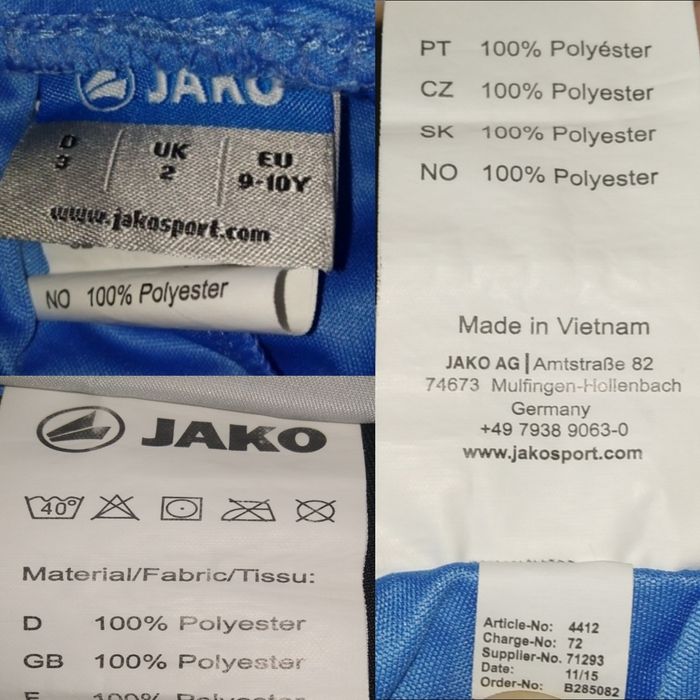 JAKO
D UK EU
3 2 9-10Y
www.jakosport.com
NO 100% Polyester
PT 100% Polyéster
CZ 100% Polyester
SK 100% Polyester
NO 100% Polyester
Made in Vietnam
JAKO AG | Amtstraße 82
74673 Mulfingen-Hollenbach
Germany
+49 7938 9063-0
www.jakosport.com
JAKO
40°
Material/Fabric/Tissu:
D 100% Polyester
GB 100% Polyester
100% Polyester
Article-No: 4412
Charge-No: 72
Supplier-No. 71293
Date: 11/15
Order-No: B285082